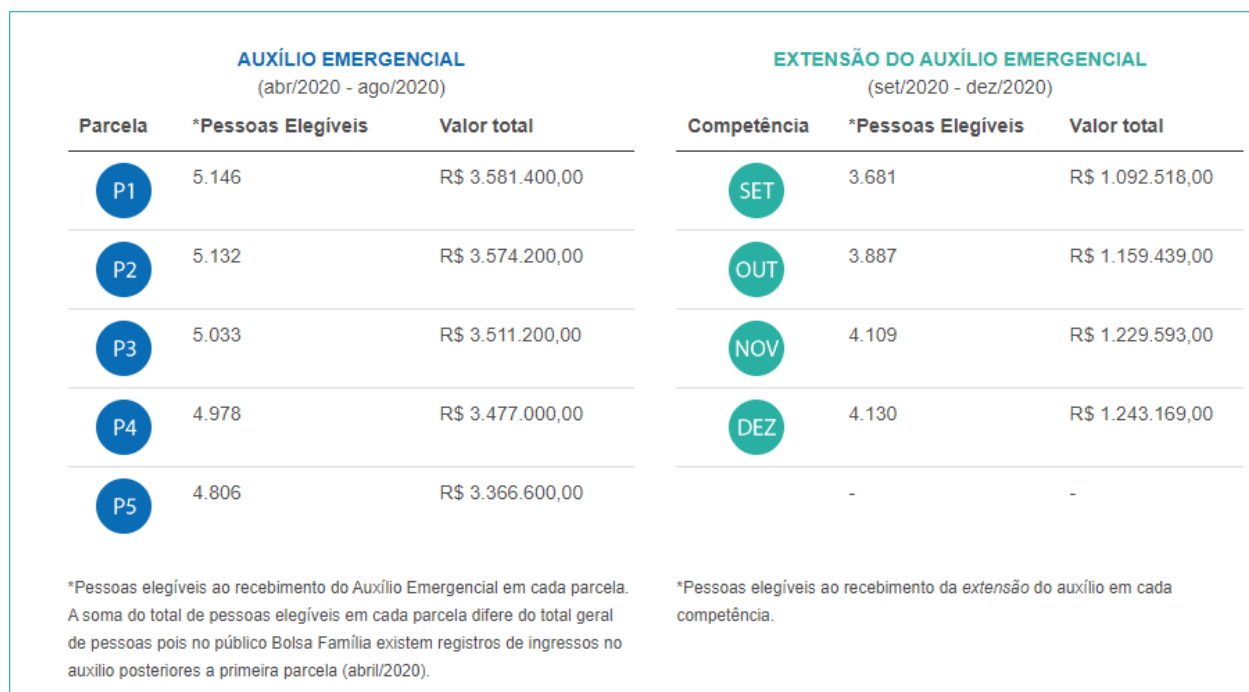 AUXÍLIO EMERGENCIAL
(abr/2020 - ago/2020)
Parcela *Pessoas Elegíveis Valor total
P1 5.146 R$ 3.581.400,00
P2 5.132 R$ 3.574.200,00
P3 5.033 R$ 3.511.200,00
P4 4.978 R$ 3.477.000,00
P5 4.806 R$ 3.366.600,00
*Pessoas elegíveis ao recebimento do Auxílio Emergencial em cada parcela.
A soma do total de pessoas elegíveis em cada parcela difere do total geral
de pessoas pois no público Bolsa Família existem registros de ingressos no
auxilio posteriores a primeira parcela (abril/2020).
EXTENSÃO DO AUXÍLIO EMERGENCIAL
(set/2020 - dez/2020)
Competência *Pessoas Elegíveis Valor total
SET 3.681 R$ 1.092.518,00
OUT 3.887 R$ 1.159.439,00
NOV 4.109 R$ 1.229.593,00
DEZ 4.130 R$ 1.243.169,00
- -
*Pessoas elegíveis ao recebimento da extensão do auxílio em cada
competência.